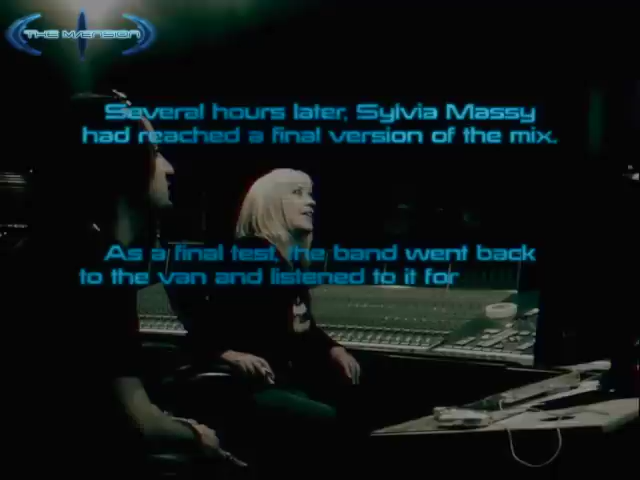 THE M/ENSION
Several hours later, Sylvia Massy
had reached a final version of the mix.
As a final test, the band went back
to the van and listened to it for